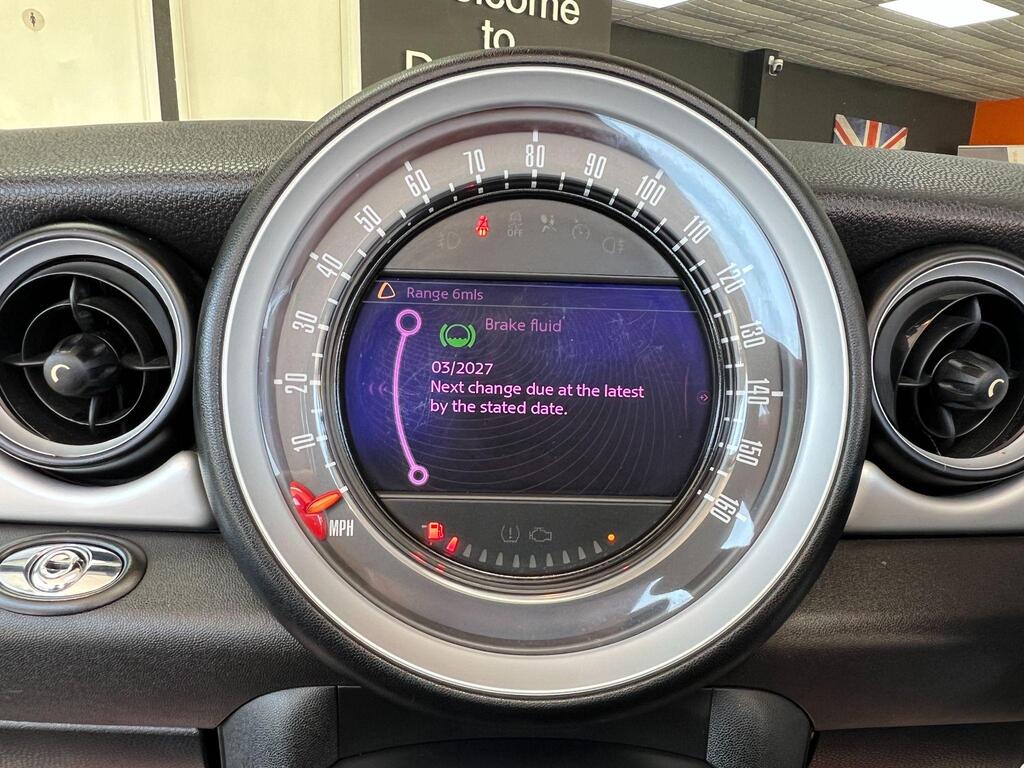 Welcome
to
80
70
90
60
100
50
110
OFF
40
120
Range 6mls
30
Brake fluid
130
03/2027
20
Next change due at the latest
140
by the stated date.
10
150
160
MPH